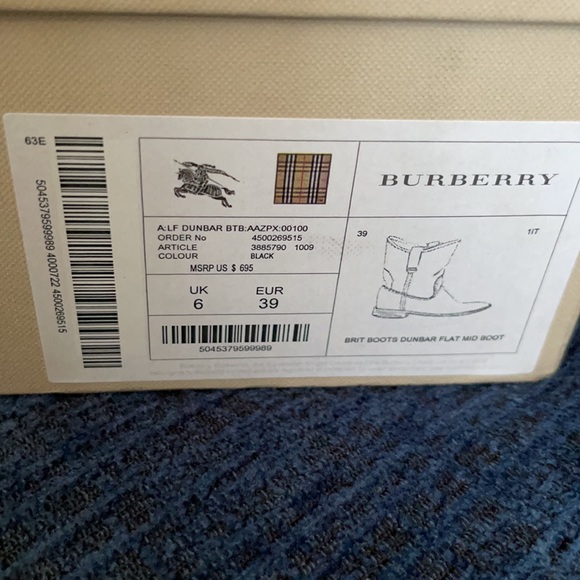 63E
5045379599989 4000722 4500269515
BURBERRY
A:LF DUNBAR BTB:AAZPX:00100
ORDER No 4500269515
ARTICLE 3885790 1009
COLOUR BLACK
MSRP US $ 695
UK EUR
6 39
5045379599989
39 1IT
BRIT BOOTS DUNBAR FLAT MID BOOT